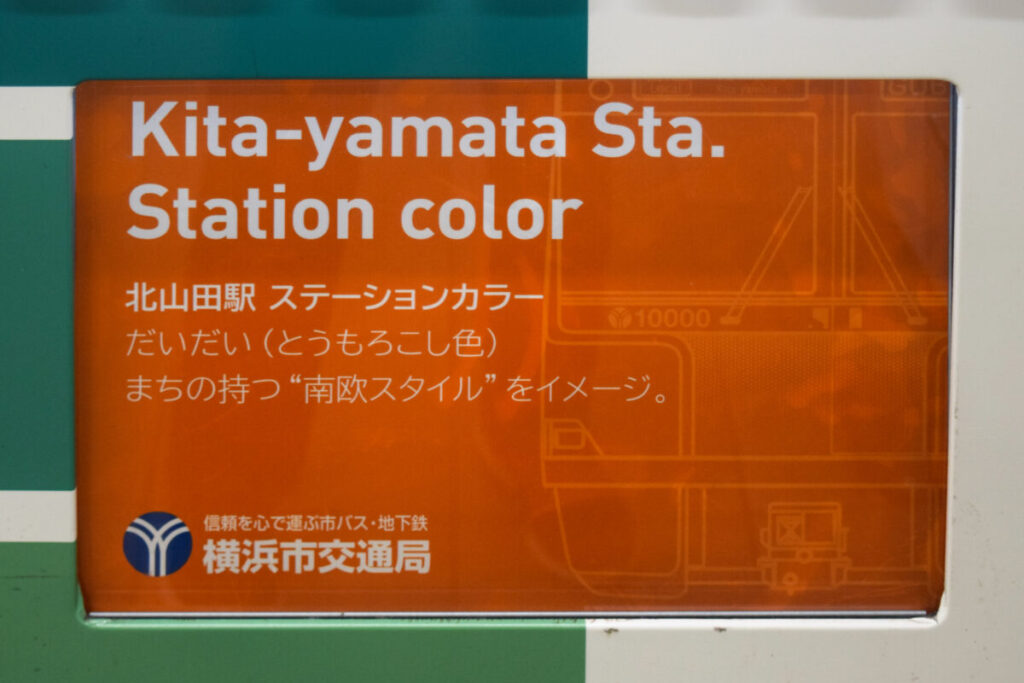 Kita-yamata Sta.
Station color
北山田駅 ステーションカラー
だいだい（とうもろこし色）
まちの持つ“南欧スタイル”をイメージ。
10000
信頼を心で運ぶ市バス・地下鉄
横浜市交通局